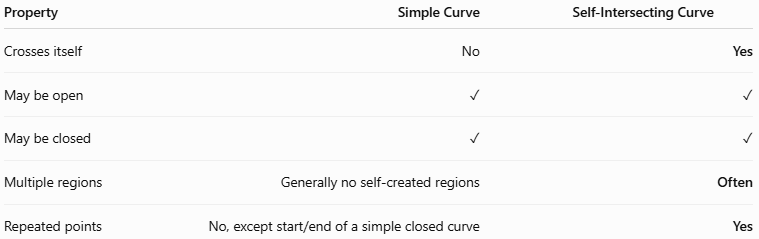 Property Simple Curve Self-Intersecting Curve
Crosses itself No Yes
May be open ✓ ✓
May be closed ✓ ✓
Multiple regions Generally no self-created regions Often
Repeated points No, except start/end of a simple closed curve Yes